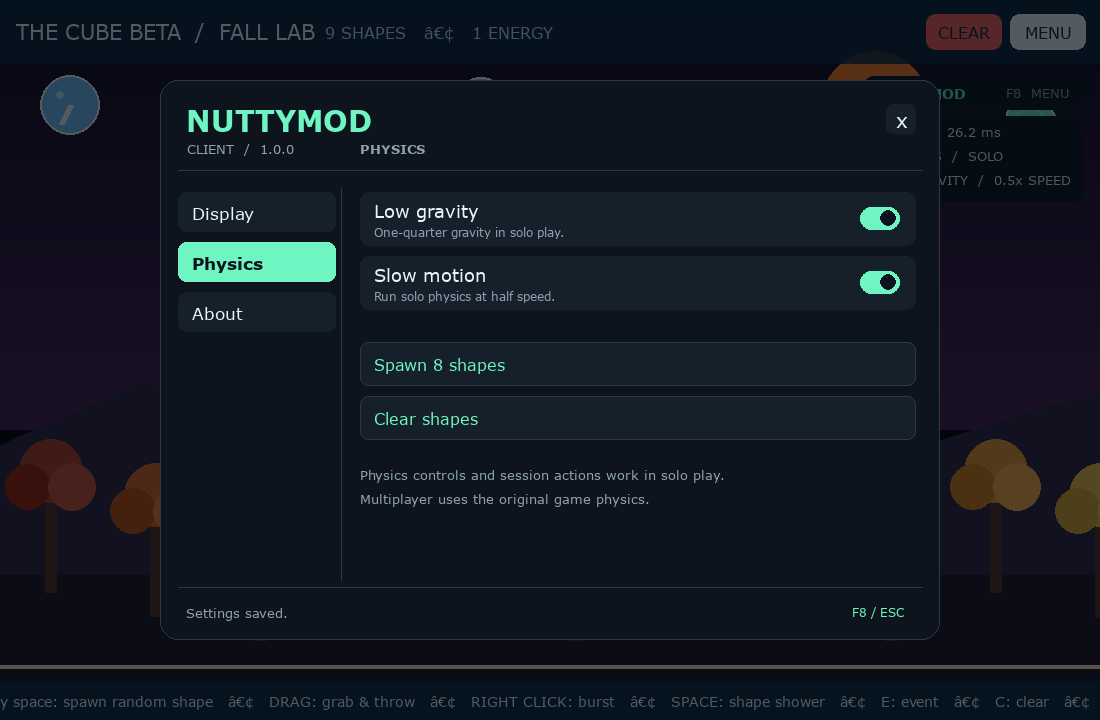 THE CUBE BETA / FALL LAB 9 SHAPES â€¢ 1 ENERGY CLEAR MENU
MOD F8 MENU
26.2 ms
/ SOLO
VITY / 0.5x SPEED
NUTTYMOD
X
CLIENT / 1.0.0 PHYSICS
Display
Physics
About
Low gravity
One-quarter gravity in solo play.
Slow motion
Run solo physics at half speed.
Spawn 8 shapes
Clear shapes
Physics controls and session actions work in solo play.
Multiplayer uses the original game physics.
Settings saved.
F8 / ESC
y space: spawn random shape â€¢ DRAG: grab & throw â€¢ RIGHT CLICK: burst â€¢ SPACE: shape shower â€¢ E: event â€¢ C: clear â€¢